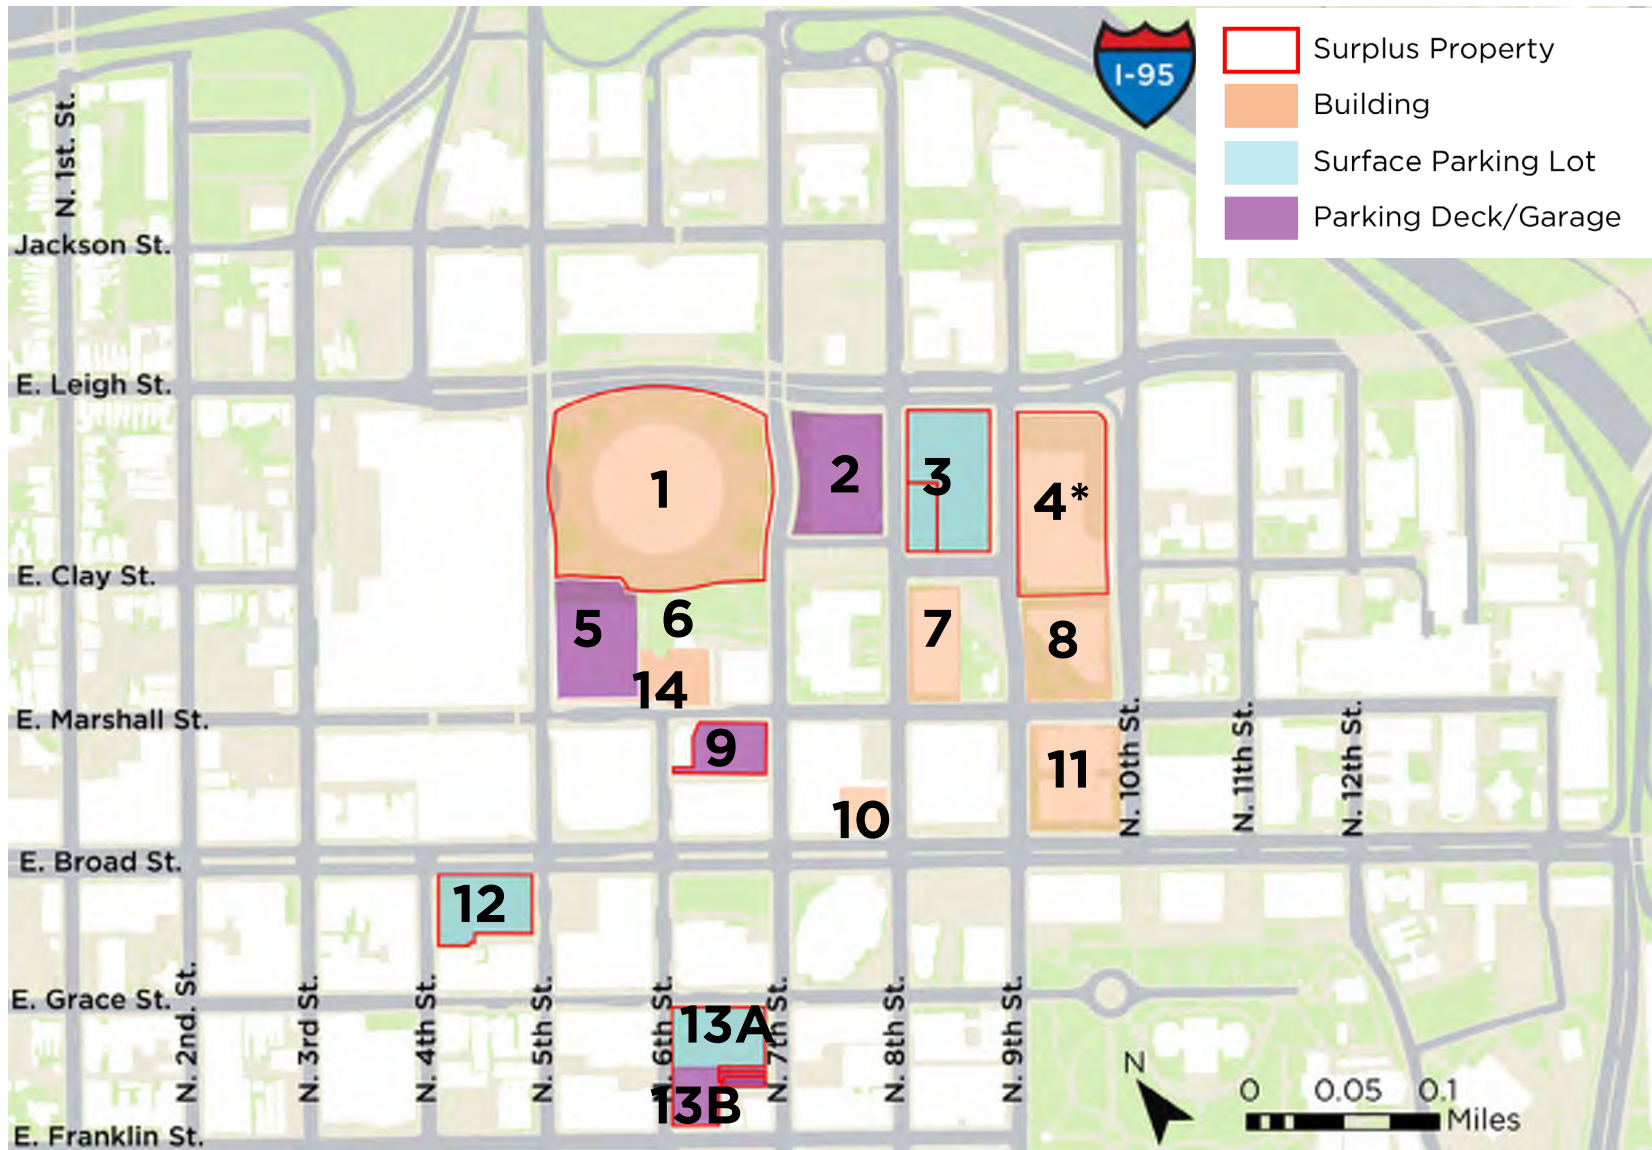 I-95
Surplus Property
Building
Surface Parking Lot
Parking Deck/Garage
N. 1st. St.
Jackson St.
E. Leigh St.
1
2
3
4*
E. Clay St.
5
6
7
8
14
E. Marshall St.
9
10
11
N. 10th St.
N. 11th St.
N. 12th St.
E. Broad St.
12
E. Grace St.
N. 2nd. St.
N. 3rd St.
N. 4th St.
N. 5th St.
N. 6th St.
N. 7th St.
N. 8th St.
N. 9th St.
13A
13B
N
0 0.05 0.1
Miles
E. Franklin St.